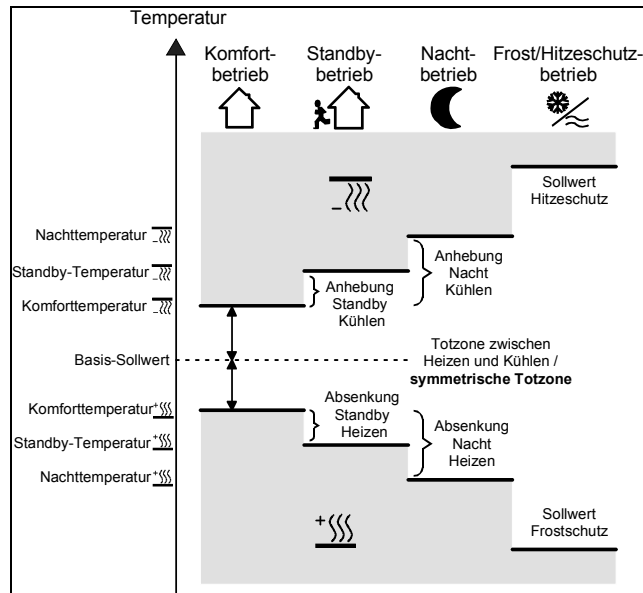 Temperatur
Komfort-
betrieb
Standby-
betrieb
Nacht-
betrieb
Frost/Hitzeschutz-
betrieb
Sollwert
Hitzeschutz
Nachttemperatur
Standby-Temperatur
Komforttemperatur
Anhebung
Standby
Kühlen
Anhebung
Nacht
Kühlen
Basis-Sollwert
Totzone zwischen
Heizen und Kühlen /
symmetrische Totzone
Komforttemperatur
Standby-Temperatur
Nachttemperatur
Absenkung
Standby
Heizen
Absenkung
Nacht
Heizen
Sollwert
Frostschutz